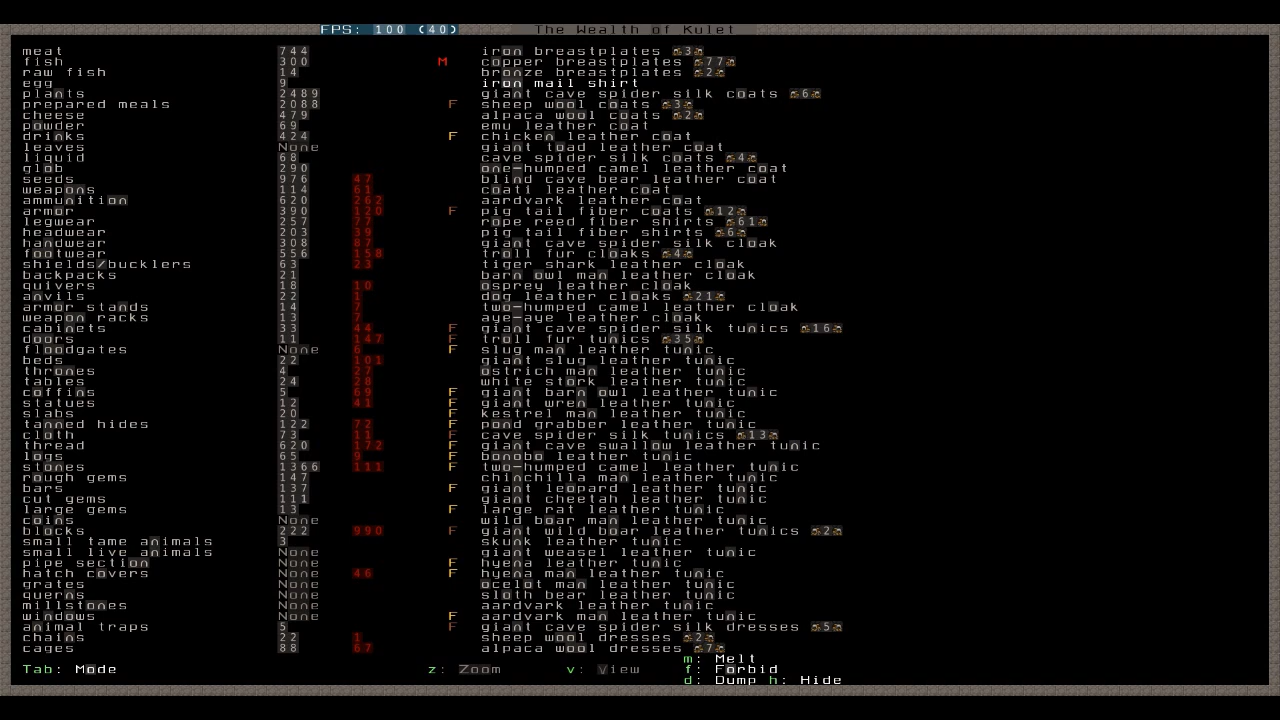 FPS: 100 (40) The Wealth of Kulet
meat 744 iron breastplates 3
fish 300 M copper breastplates 77
raw fish 14 bronze breastplates 2
egg 9 iron mail shirt
plants 2489 giant cave spider silk coats 6
prepared meals 2088 F sheep wool coats 3
cheese 479 alpaca wool coats 2
powder 69 emu leather coat
drinks 424 F chicken leather coat
leaves None giant toad leather coat
liquid 68 cave spider silk coats 4
glob 290 one-humped camel leather coat
seeds 976 47 blind cave bear leather coat
weapons 114 61 coati leather coat
ammunition 620 262 aardvark leather coat
armor 390 120 F pig tail fiber coats 12
legwear 257 77 rope reed fiber shirts 61
headwear 203 39 pig tail fiber shirts 6
handwear 308 87 giant cave spider silk cloak
footwear 556 158 troll fur cloaks 4
shields/bucklers 63 23 tiger shark leather cloak
backpacks 21 barn owl man leather cloak
quivers 18 10 osprey leather cloak
anvils 22 1 dog leather cloaks 21
armor stands 14 7 two-humped camel leather cloak
weapon racks 13 7 aye-aye leather cloak
cabinets 33 44 F giant cave spider silk tunics 16
doors 11 147 F troll fur tunics 35
floodgates None 6 F slug man leather tunic
beds 22 101 giant slug leather tunic
thrones 4 27 ostrich man leather tunic
tables 24 28 white stork leather tunic
coffins 5 69 F giant barn owl leather tunic
statues 12 41 F giant wren leather tunic
slabs 20 F kestrel man leather tunic
tanned hides 122 72 F pond grabber leather tunic
cloth 73 11 F cave spider silk tunics 13
thread 620 172 F giant cave swallow leather tunic
logs 65 9 F bonobo leather tunic
stones 1366 111 F two-humped camel leather tunic
rough gems 147 chinchilla man leather tunic
bars 137 F giant leopard leather tunic
cut gems 111 giant cheetah leather tunic
large gems 13 F large rat leather tunic
coins None wild boar man leather tunic
blocks 222 990 F giant wild boar leather tunics 2
small tame animals 3 skunk leather tunic
small live animals None giant weasel leather tunic
pipe section None F hyena leather tunic
hatch covers None 46 F hyena man leather tunic
grates None ocelot man leather tunic
querns None sloth bear leather tunic
millstones None aardvark leather tunic
windows None F aardvark man leather tunic
animal traps 5 F giant cave spider silk dresses 5
chains 22 1 sheep wool dresses 2
cages 88 67 alpaca wool dresses 7
m: Melt
Tab: Mode z: Zoom v: View f: Forbid
d: Dump h: Hide